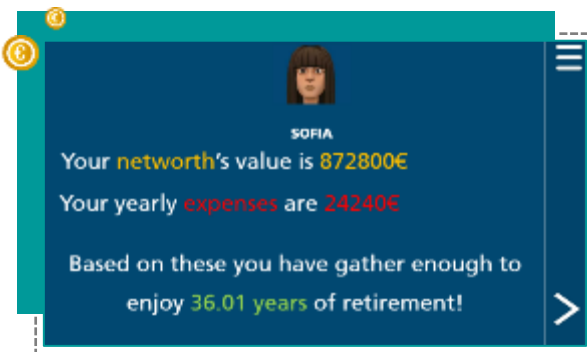 SOFIA
Your networth's value is 872800€
Your yearly expenses are 24240€
Based on these you have gather enough to
enjoy 36.01 years of retirement!